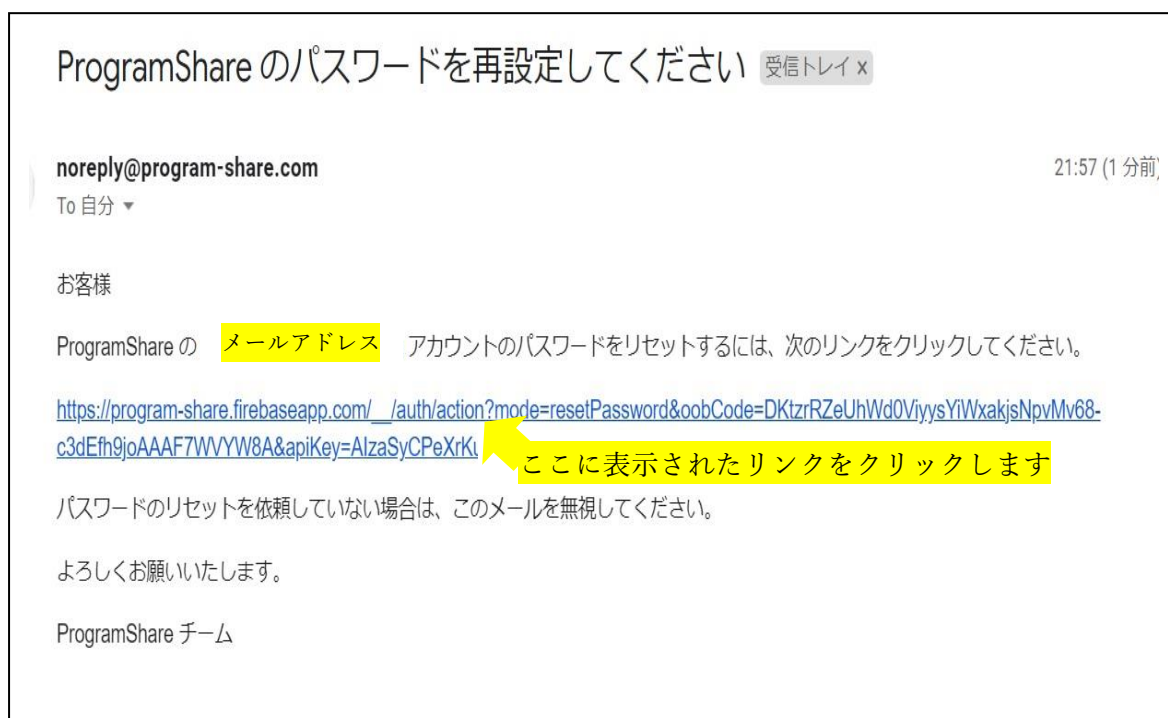 ProgramShare のパスワードを再設定してください 受信トレイ x
noreply@program-share.com 21:57 (1 分前)
To 自分
お客様
ProgramShare の メールアドレス アカウントのパスワードをリセットするには、次のリンクをクリックしてください。
https://program-share.firebaseapp.com/__/auth/action?mode=resetPassword&oobCode=DKtzrRZeUhWd0ViyysYiWxakjsNpvMv68-
c3dEfh9joAAAF7WVYW8A&apiKey=AIzaSyCPeXrKu
ここに表示されたリンクをクリックします
パスワードのリセットを依頼していない場合は、このメールを無視してください。
よろしくお願いいたします。
ProgramShare チーム